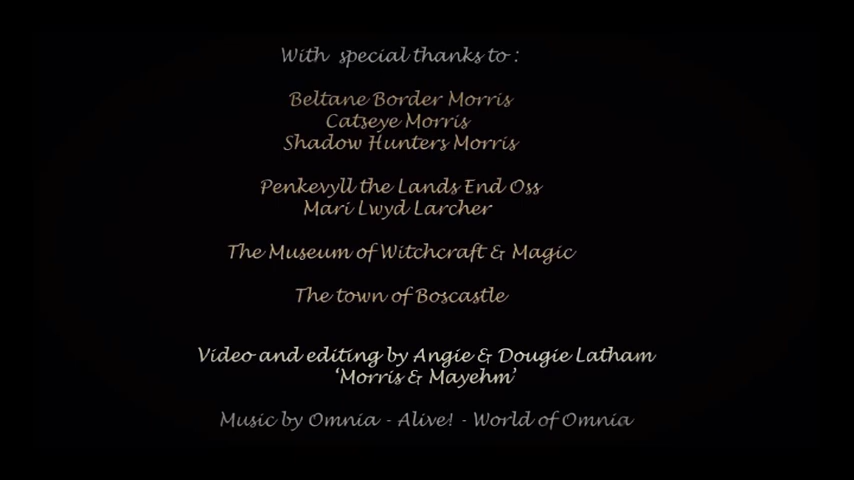 With special thanks to :
Beltane Border Morris
Catseye Morris
Shadow Hunters Morris
Penkevyll the Lands End Oss
Mari Lwyd Larcher
The Museum of Witchcraft & Magic
The town of Boscastle
Video and editing by Angie & Dougie Latham
‘Morris & Mayehm’
Music by Omnia - Alive! - World of Omnia